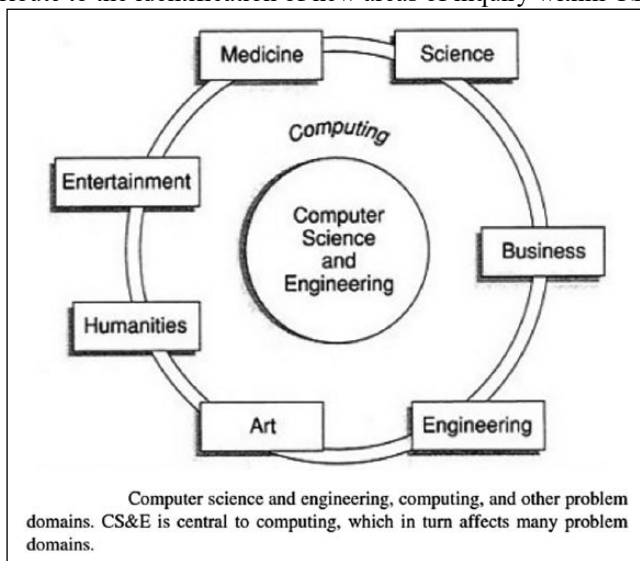 Medicine
Science
Computing
Entertainment
Computer
Science
and
Engineering
Business
Humanities
Art
Engineering
Computer science and engineering, computing, and other problem
domains. CS&E is central to computing, which in turn affects many problem
domains.